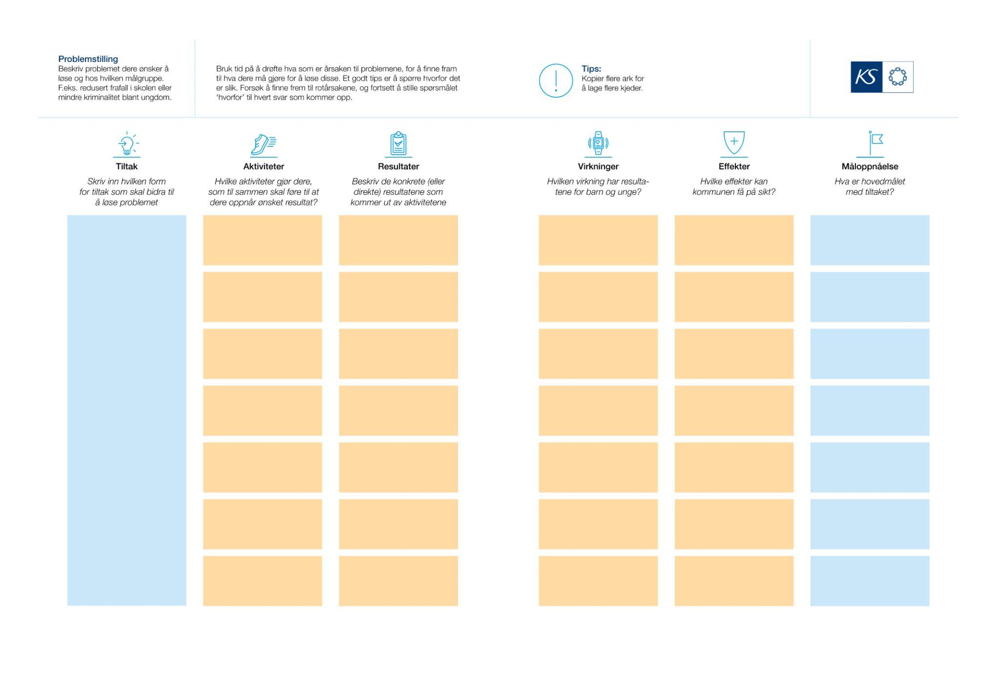 Problemstilling
Beskriv problemet dere ønsker å
løse og hos hvilken målgruppe.
F.eks. redusert frafall i skolen eller
mindre kriminalitet blant ungdom.
Bruk tid på å drøfte hva som er årsaken til problemene, for å finne fram
til hva dere må gjøre for å løse disse. Et godt tips er å spørre hvorfor det
er slik. Forsøk å finne frem til rotårsakene, og fortsett å stille spørsmålet
‘hvorfor’ til hvert svar som kommer opp.
Tips:
Kopier flere ark for
å lage flere kjeder.
KS
Tiltak
Skriv inn hvilken form
for tiltak som skal bidra til
å løse problemet
Aktiviteter
Hvilke aktiviteter gjør dere,
som til sammen skal føre til at
dere oppnår ønsket resultat?
Resultater
Beskriv de konkrete (eller
direkte) resultatene som
kommer ut av aktivitetene
Virkninger
Hvilken virkning har resulta-
tene for barn og unge?
Effekter
Hvilke effekter kan
kommunen få på sikt?
Måloppnåelse
Hva er hovedmålet
med tiltaket?